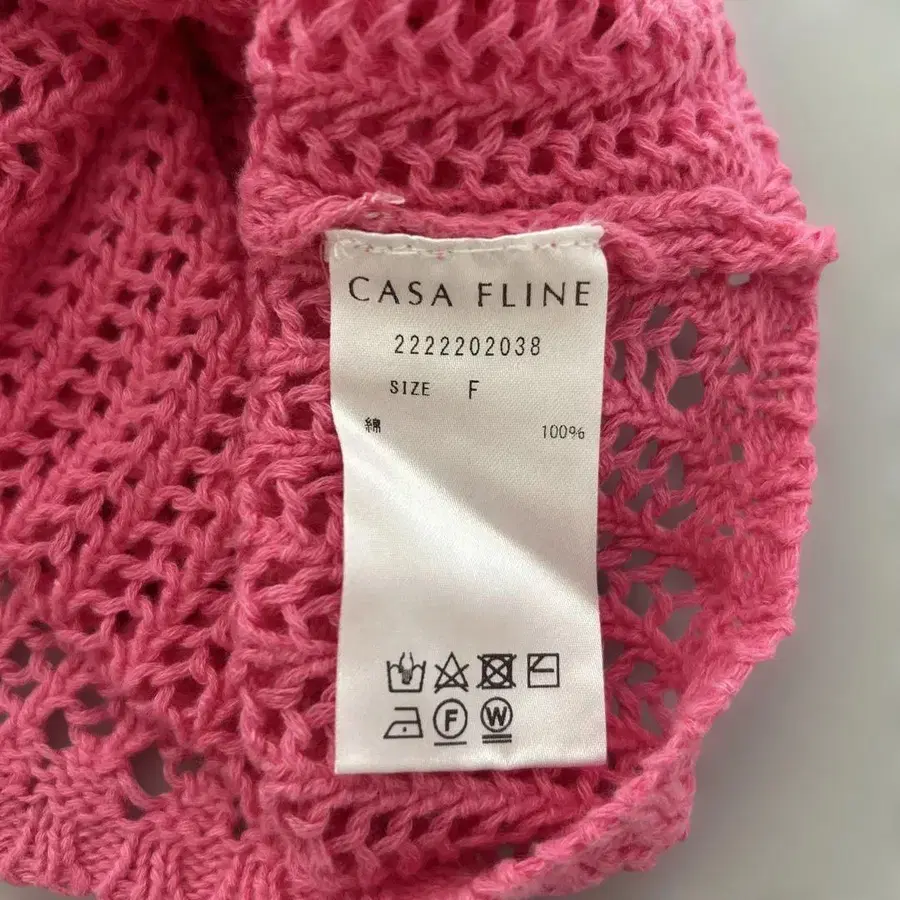 CASA FLINE
2222202038
SIZE F
綿 100%
F W